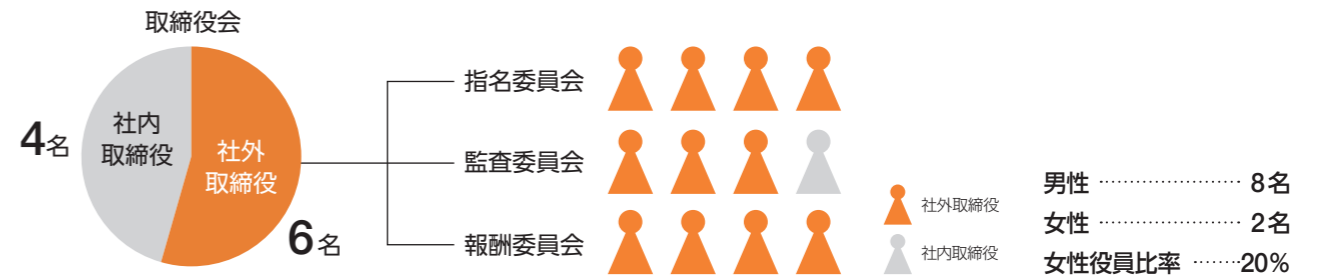 取締役会
4名
社内
取締役
社外
取締役
6名
指名委員会
監査委員会
報酬委員会
社外取締役
社内取締役
男性 …………………… 8名
女性 …………………… 2名
女性役員比率 ……20%